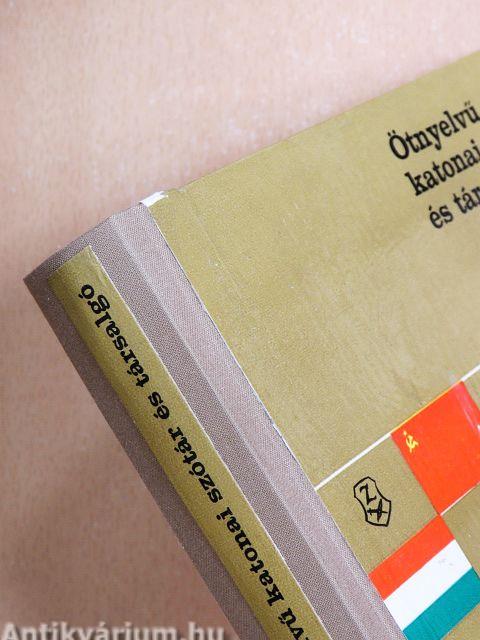 Ötnyelvű
katonai
és tár
vű katonai szótár és társalgó
Antikvárium.hu